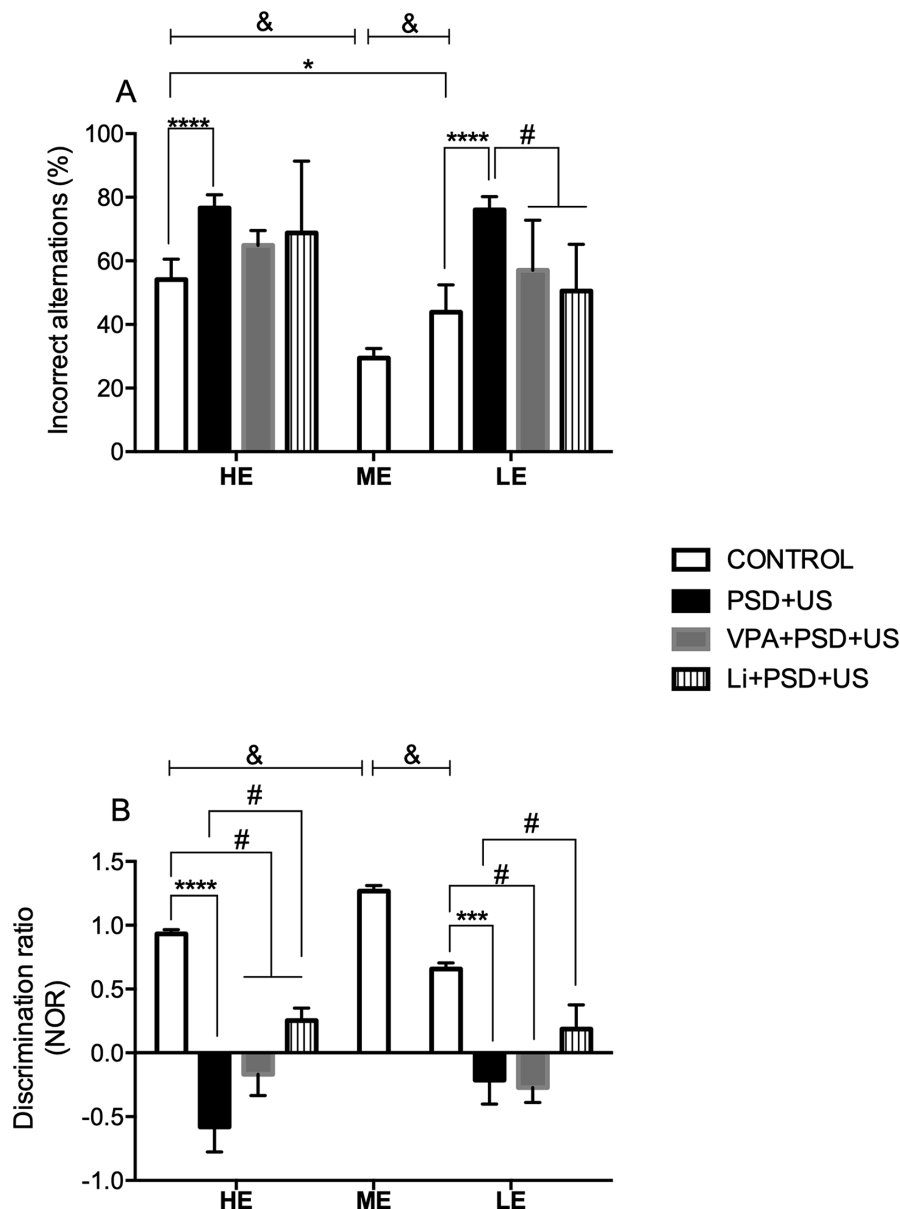 & &
*
A
**** **** #
Incorrect alternations (%)
100
80
60
40
20
0
HE ME LE
CONTROL
PSD+US
VPA+PSD+US
Li+PSD+US
& &
B
# #
# #
**** ***
Discrimination ratio
(NOR)
1.5
1.0
0.5
0.0
-0.5
-1.0
HE ME LE